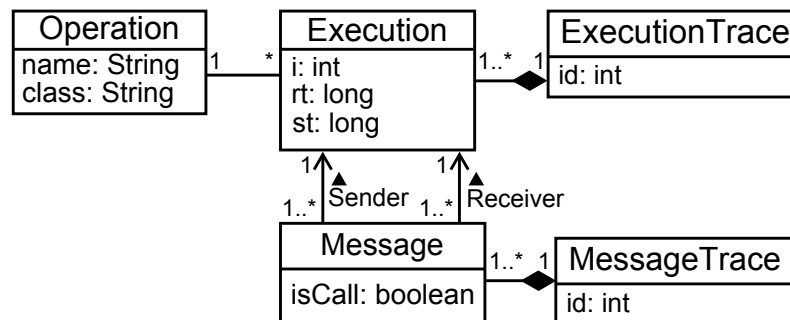 Operation
name: String
class: String
1
*
Execution
i: int
rt: long
st: long
1..*
1
ExecutionTrace
id: int
1
Sender
1..*
1
Receiver
1..*
Message
isCall: boolean
1..*
1
MessageTrace
id: int